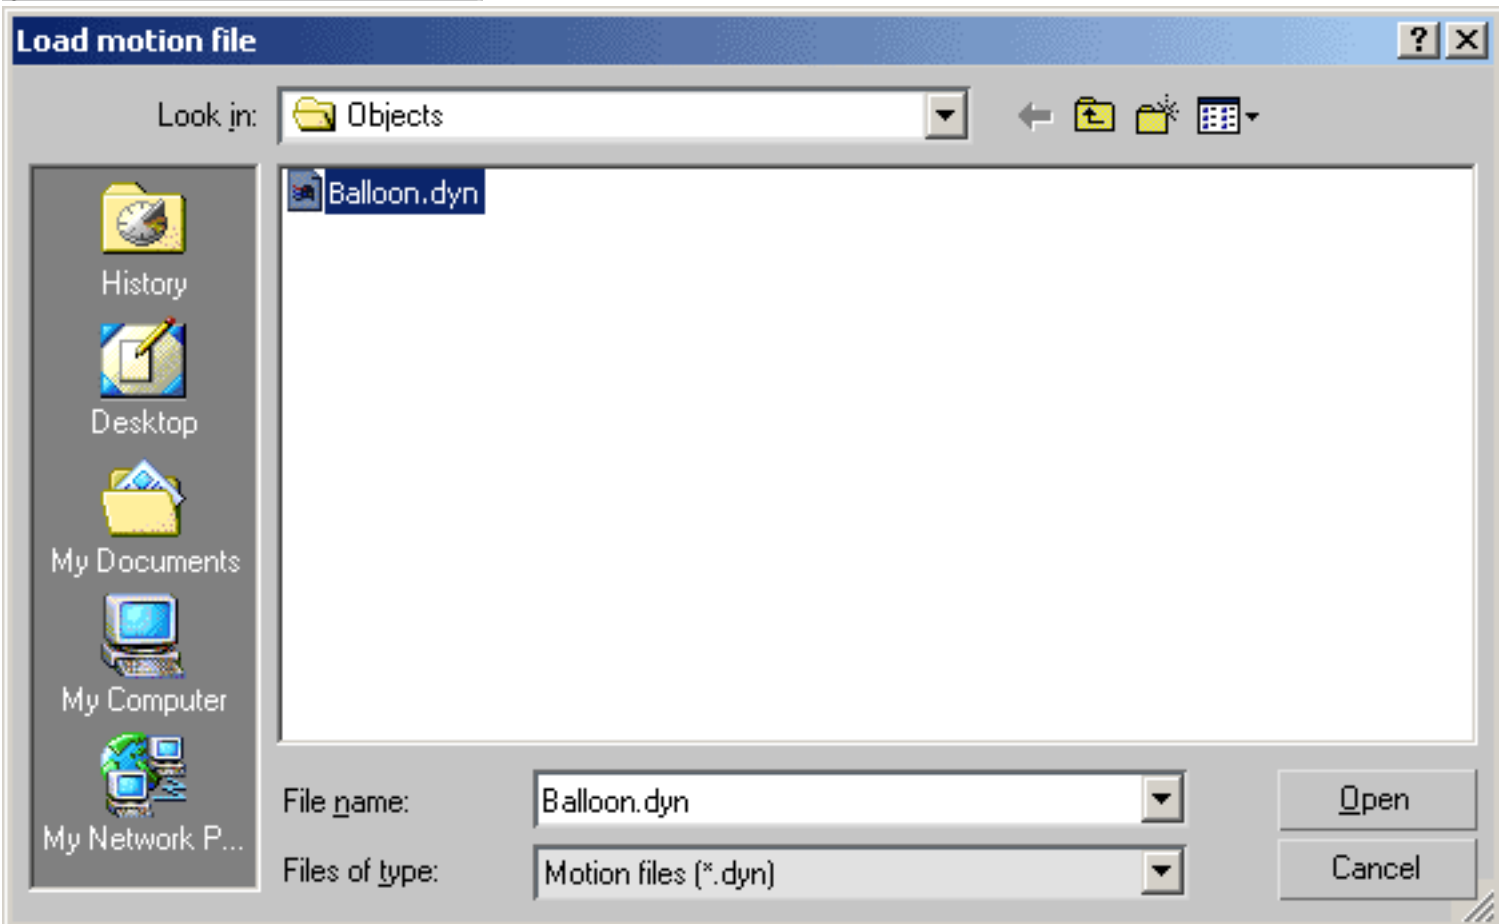 Load motion file
Look in: Objects
Balloon.dyn
History
Desktop
My Documents
My Computer
My Network P...
File name: Balloon.dyn Open
Files of type: Motion files (*.dyn) Cancel